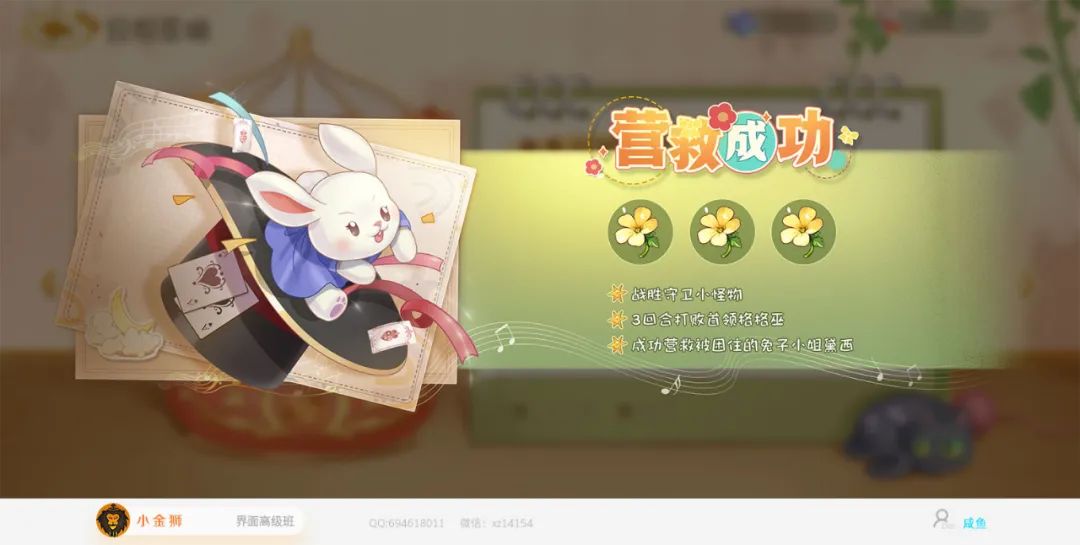 营救成功
战胜守卫小怪物
3回合打败首领格格巫
成功营救被困住的兔子小姐黛西
小金狮
界面高级班
QQ:694618011
微信：xz14154
咸鱼